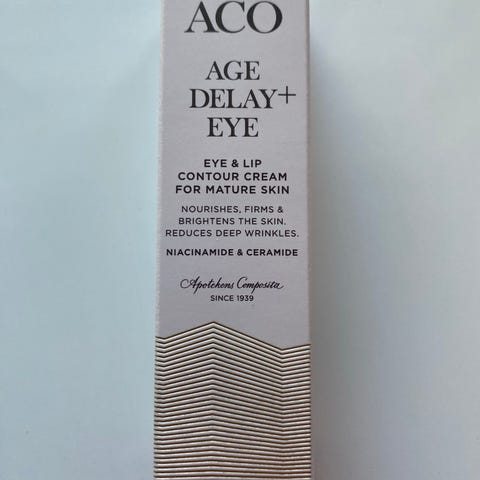 ACO
AGE
DELAY+
EYE
EYE & LIP
CONTOUR CREAM
FOR MATURE SKIN
NOURISHES, FIRMS &
BRIGHTENS THE SKIN.
REDUCES DEEP WRINKLES.
NIACINAMIDE & CERAMIDE
Apotekens Composita
SINCE 1939